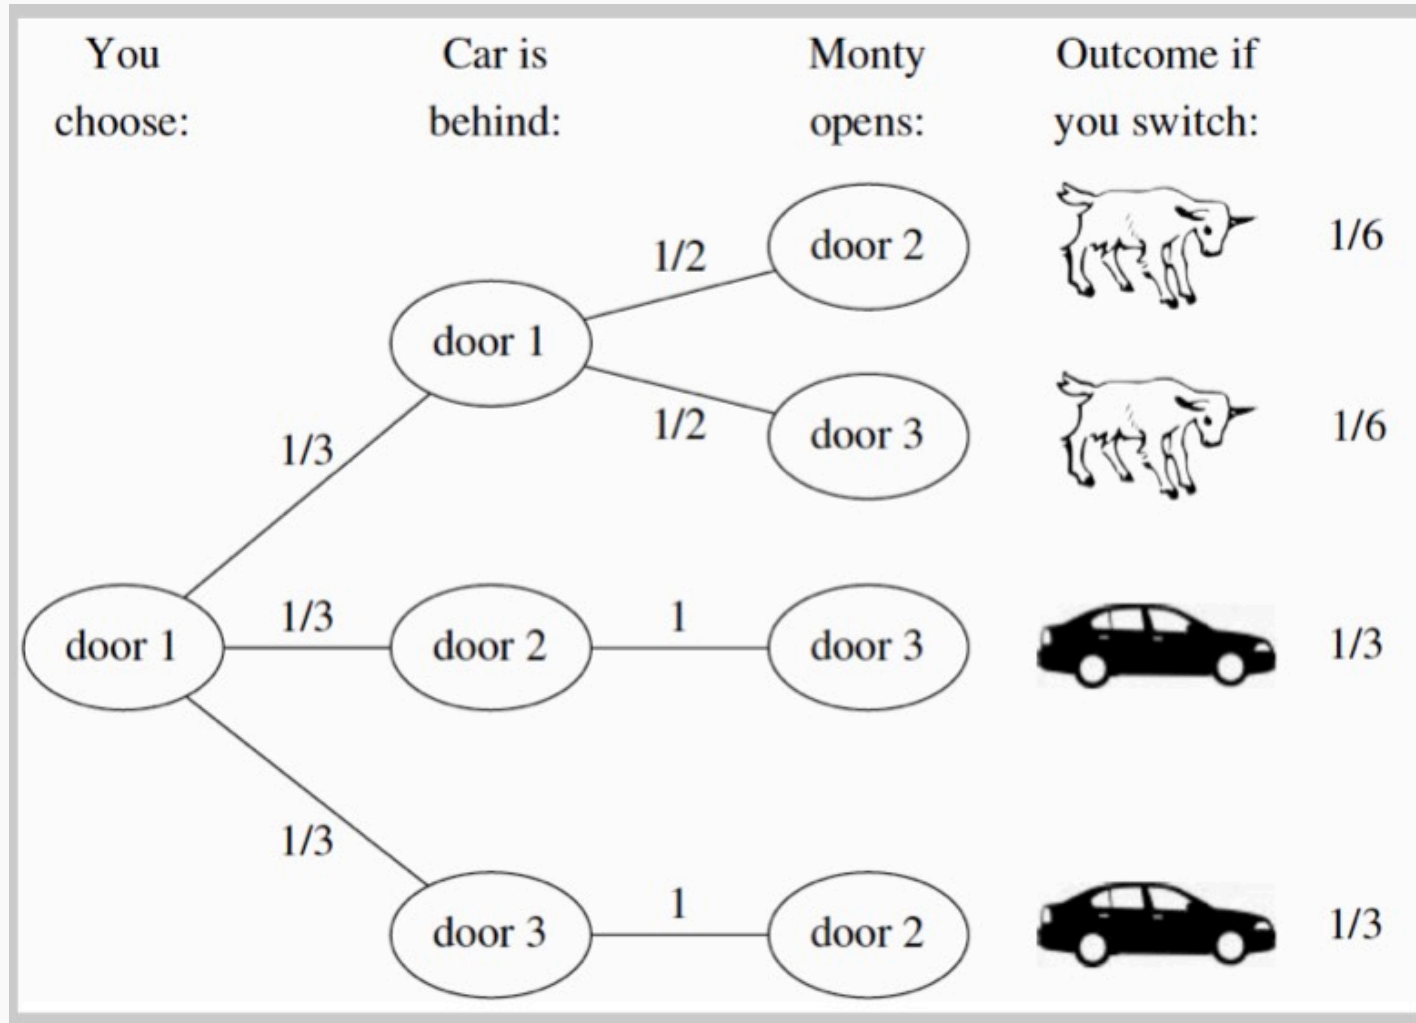 You
choose:
Car is
behind:
Monty
opens:
Outcome if
you switch:
door 2
1/6
1/2
door 1
1/2
door 3
1/6
1/3
door 1
1/3
door 2
1
door 3
1/3
1/3
door 3
1
door 2
1/3